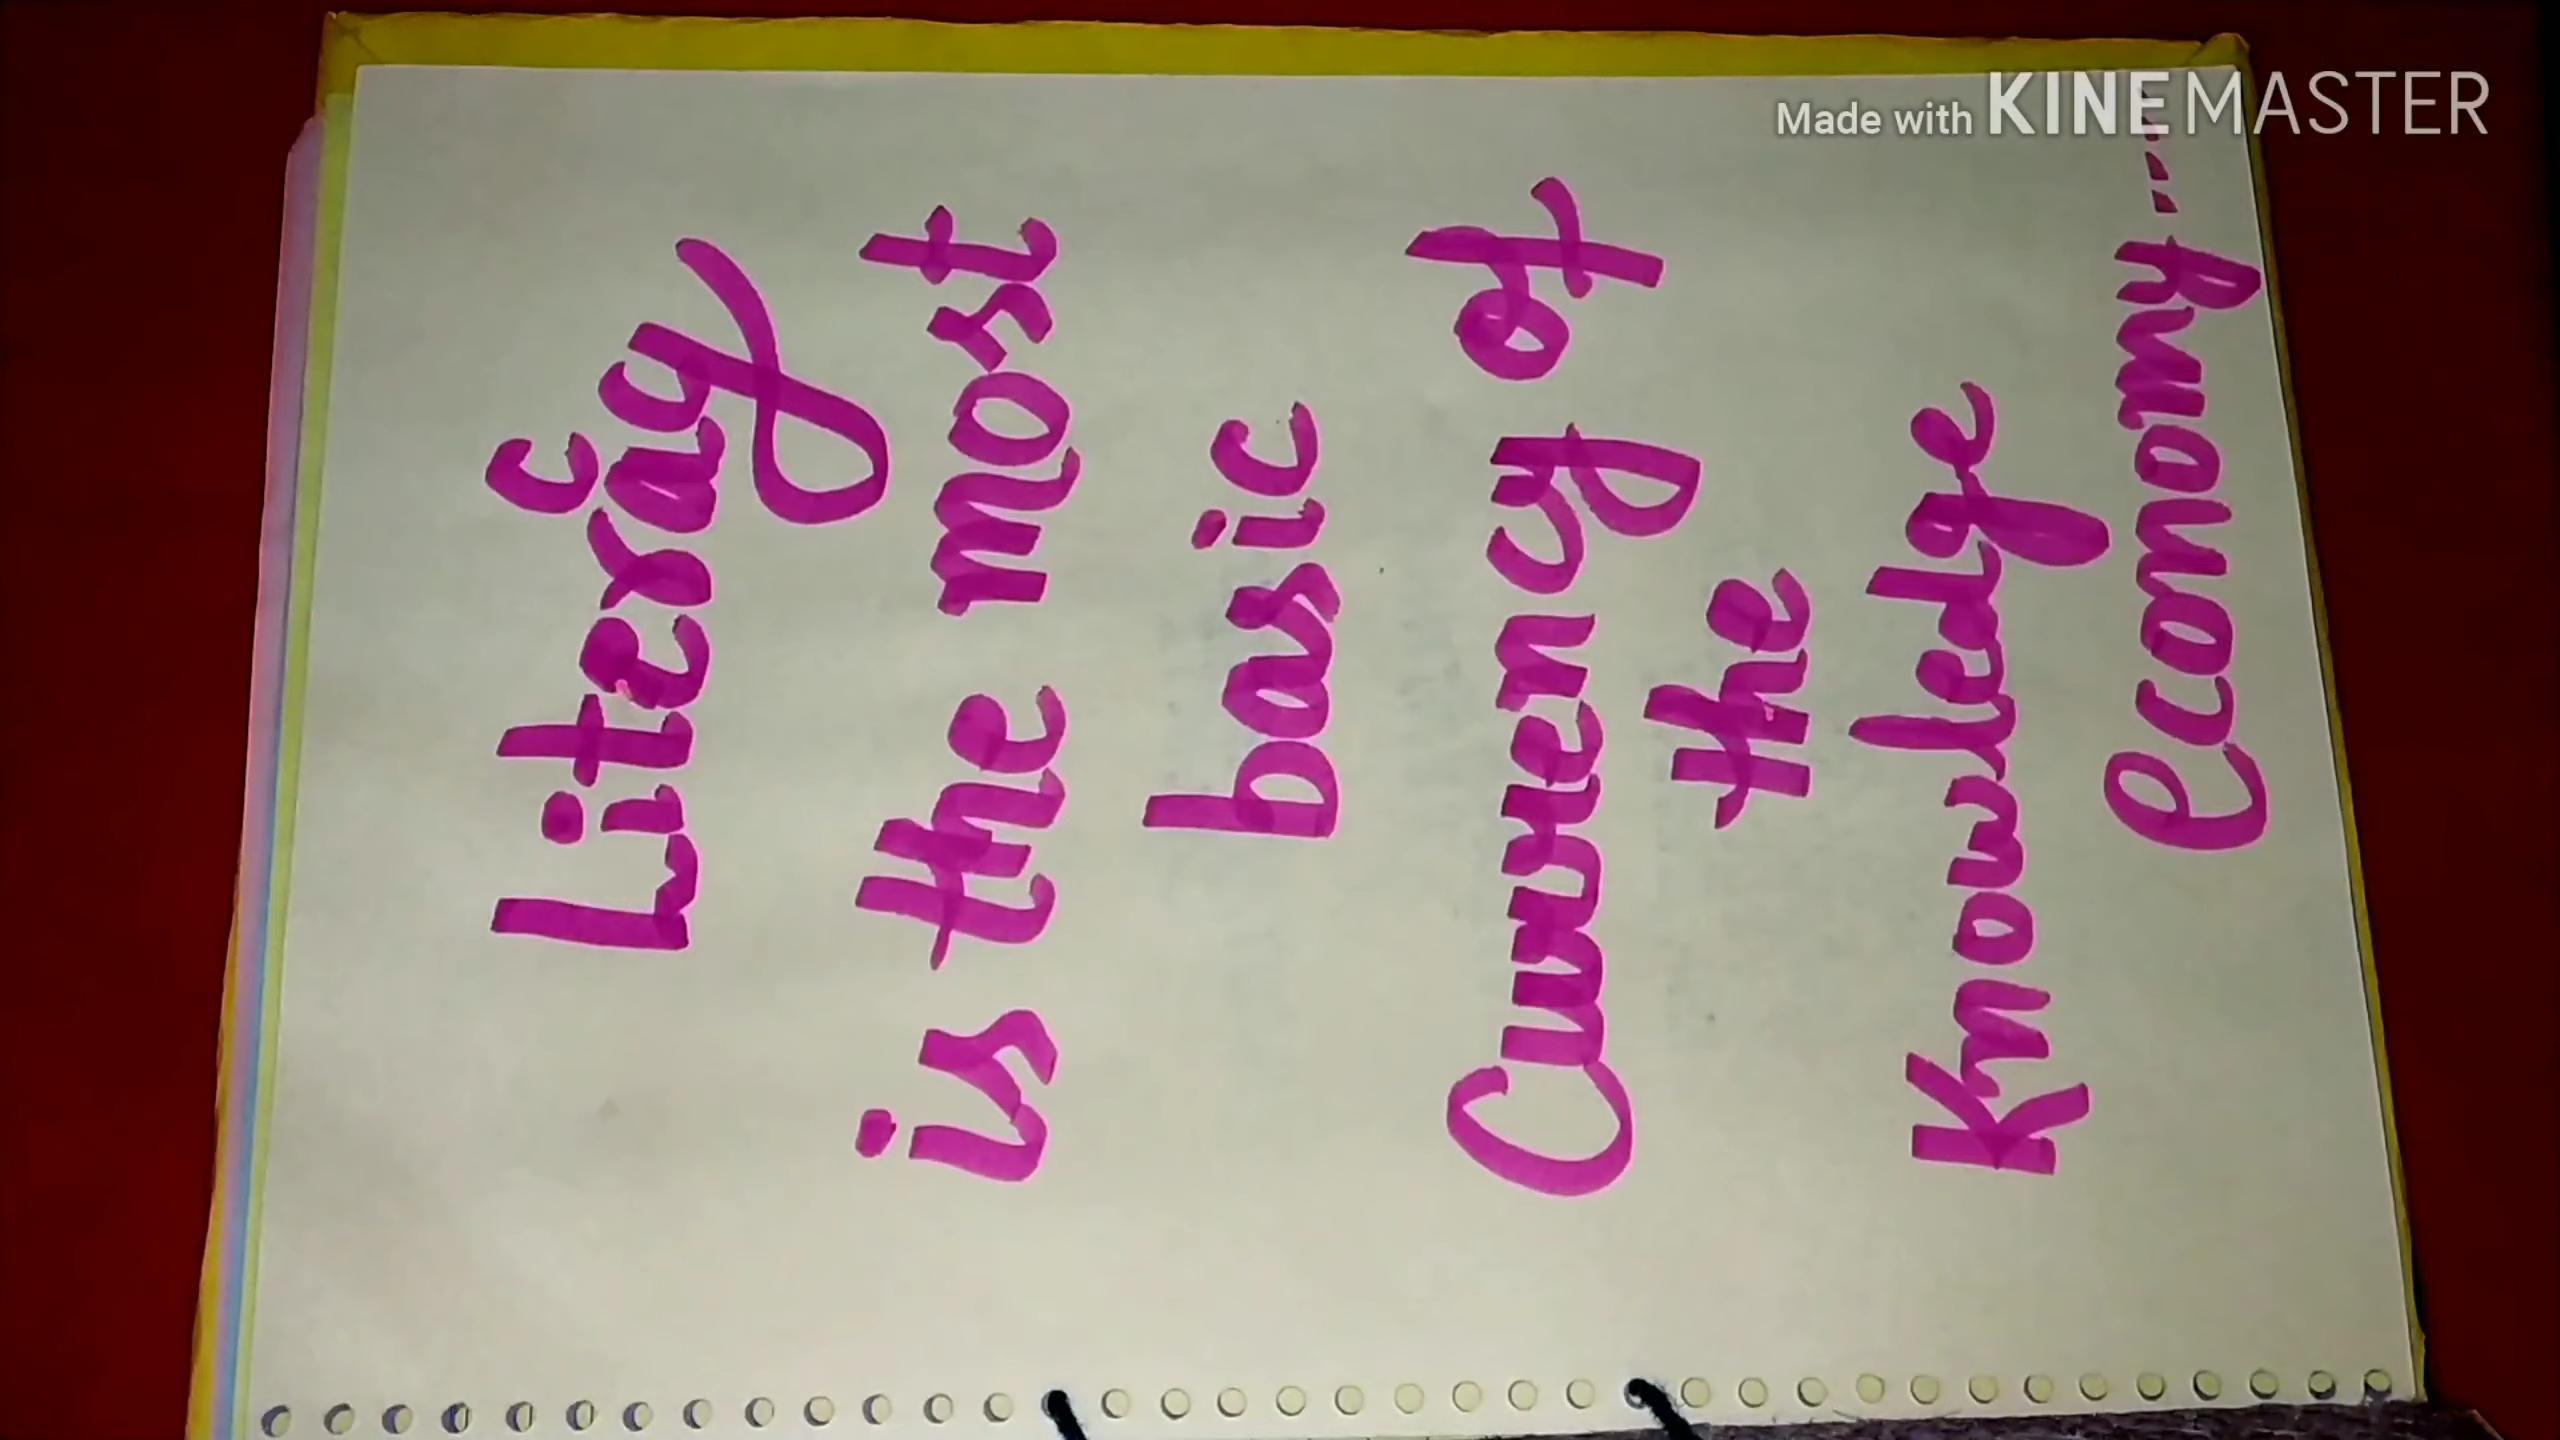 Made with KINEMASTER
Literacy
is the most
basic
Currency of
the
Knowledge
economy ----